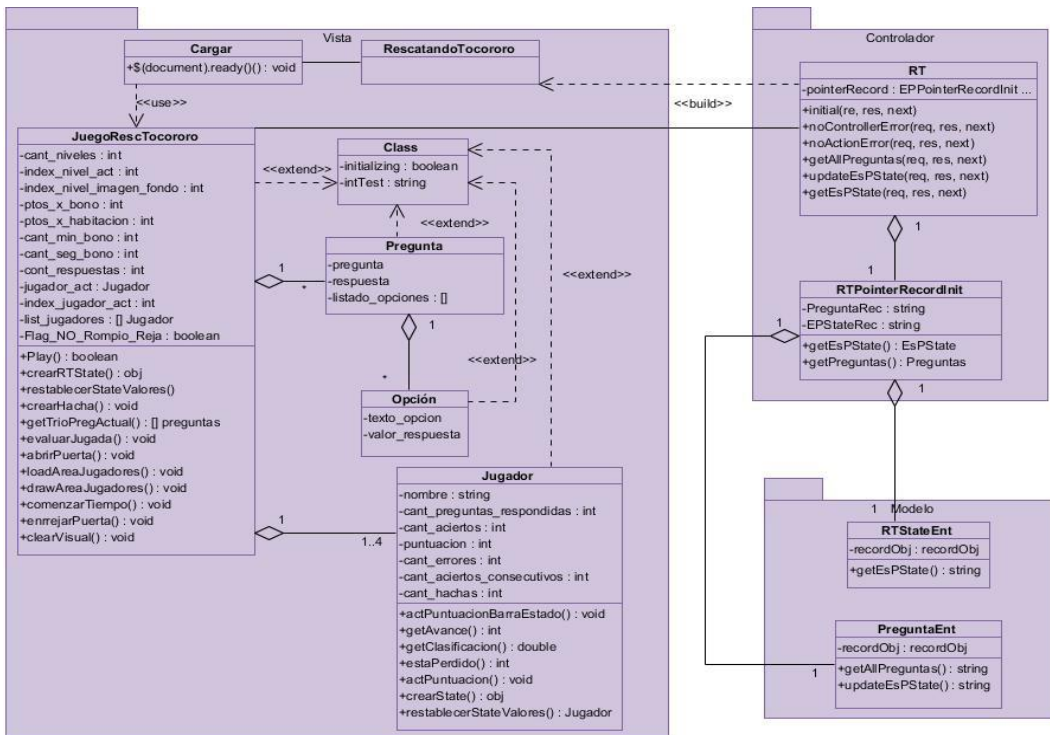 Vista
Cargar
+$(document).ready()() : void
RescatandoTocororo
<<use>>
JuegoRescTocororo
-cant_niveles : int
-index_nivel_act : int
-index_nivel_imagen_fondo : int
-ptos_x_bono : int
-ptos_x_habitacion : int
-cant_min_bono : int
-cant_seg_bono : int
-cont_respuestas : int
-jugador_act : Jugador
-index_jugador_act : int
-list_jugadores : [] Jugador
-Flag_NO_Rompio_Reja : boolean
+Play() : boolean
+crearRTState() : obj
+restablecerStateValores()
+crearHacha() : void
+getTrioPregActual() : [] preguntas
+evaluarJugada() : void
+abrirPuerta() : void
+loadAreaJugadores() : void
+drawAreaJugadores() : void
+comenzarTiempo() : void
+enrrejarPuerta() : void
+clearVisual() : void
<<extend>>
Class
-initializing : boolean
-intTest : string
<<extend>>
1
*
Pregunta
-pregunta
-respuesta
-listado_opciones : []
<<extend>>
1
*
<<extend>>
Opción
-texto_opcion
-valor_respuesta
1
1..4
Jugador
-nombre : string
-cant_preguntas_respondidas : int
-cant_aciertos : int
-puntuacion : int
-cant_errores : int
-cant_aciertos_consecutivos : int
-cant_hachas : int
+actPuntuacionBarraEstado() : void
+getAvance() : int
+getClasificacion() : double
+estaPerdido() : int
+actPuntuacion() : void
+crearState() : obj
+restablecerStateValores() : Jugador
<<build>>
Controlador
RT
-pointerRecord : EPPointerRecordInit ...
+initial(re, res, next)
+noControllerError(req, res, next)
+noActionError(req, res, next)
+getAllPreguntas(req, res, next)
+updateEsPState(req, res, next)
+getEsPState(req, res, next)
1
1
RTPointerRecordInit
-PreguntaRec : string
-EPStateRec : string
+getEsPState() : EsPState
+getPreguntas() : Preguntas
1
1
1
Modelo
RTStateEnt
-recordObj : recordObj
+getEsPState() : string
PreguntaEnt
-recordObj : recordObj
+getAllPreguntas() : string
+updateEsPState() : string
1